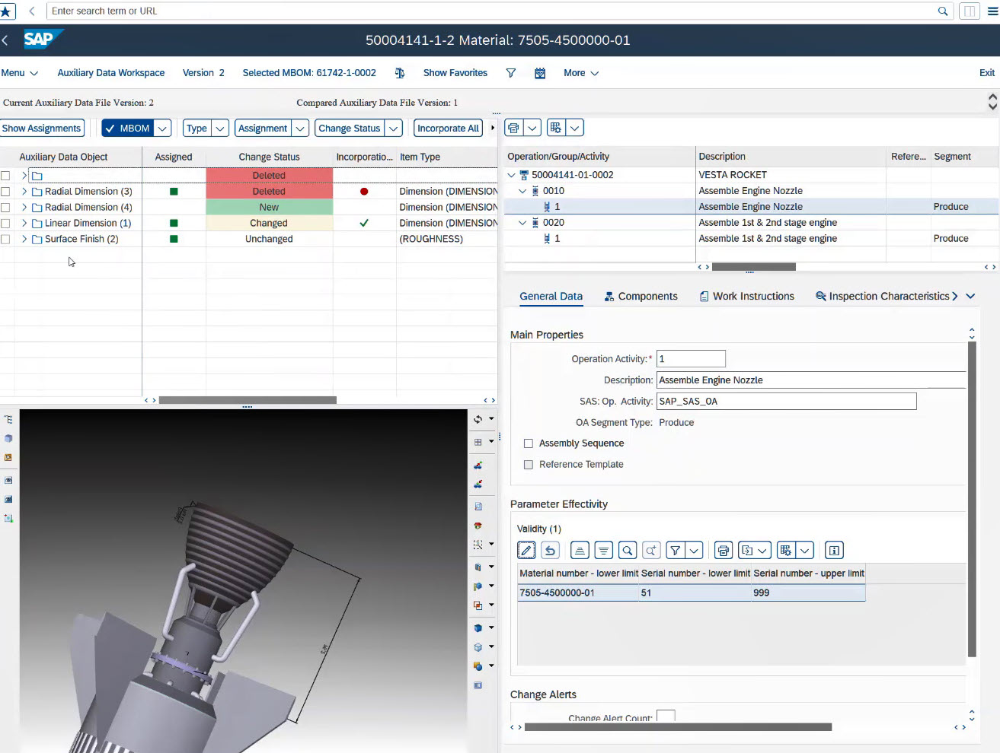 Enter search term or URL
SAP
50004141-1-2 Material: 7505-4500000-01
Menu Auxiliary Data Workspace Version 2 Selected MBOM: 61742-1-0002 Show Favorites More Exit
Current Auxiliary Data File Version: 2 Compared Auxiliary Data File Version: 1
Show Assignments MBOM Type Assignment Change Status Incorporate All
Auxiliary Data Object Assigned Change Status Incorporatio... Item Type
Deleted
Radial Dimension (3) Deleted Dimension (DIMENSION
Radial Dimension (4) New Dimension (DIMENSION
Linear Dimension (1) Changed Dimension (DIMENSION
Surface Finish (2) Unchanged (ROUGHNESS)
Operation/Group/Activity Description Refere... Segment
50004141-01-0002 VESTA ROCKET
0010 Assemble Engine Nozzle
1 Assemble Engine Nozzle Produce
0020 Assemble 1st & 2nd stage engine
1 Assemble 1st & 2nd stage engine Produce
General Data Components Work Instructions Inspection Characteristics
Main Properties
Operation Activity:* 1
Description: Assemble Engine Nozzle
SAS: Op. Activity: SAP_SAS_OA
OA Segment Type: Produce
Assembly Sequence
Reference Template
Parameter Effectivity
Validity (1)
Material number - lower limit Serial number - lower limit Serial number - upper limit
7505-4500000-01 51 999
Change Alerts
Change Alert Count: